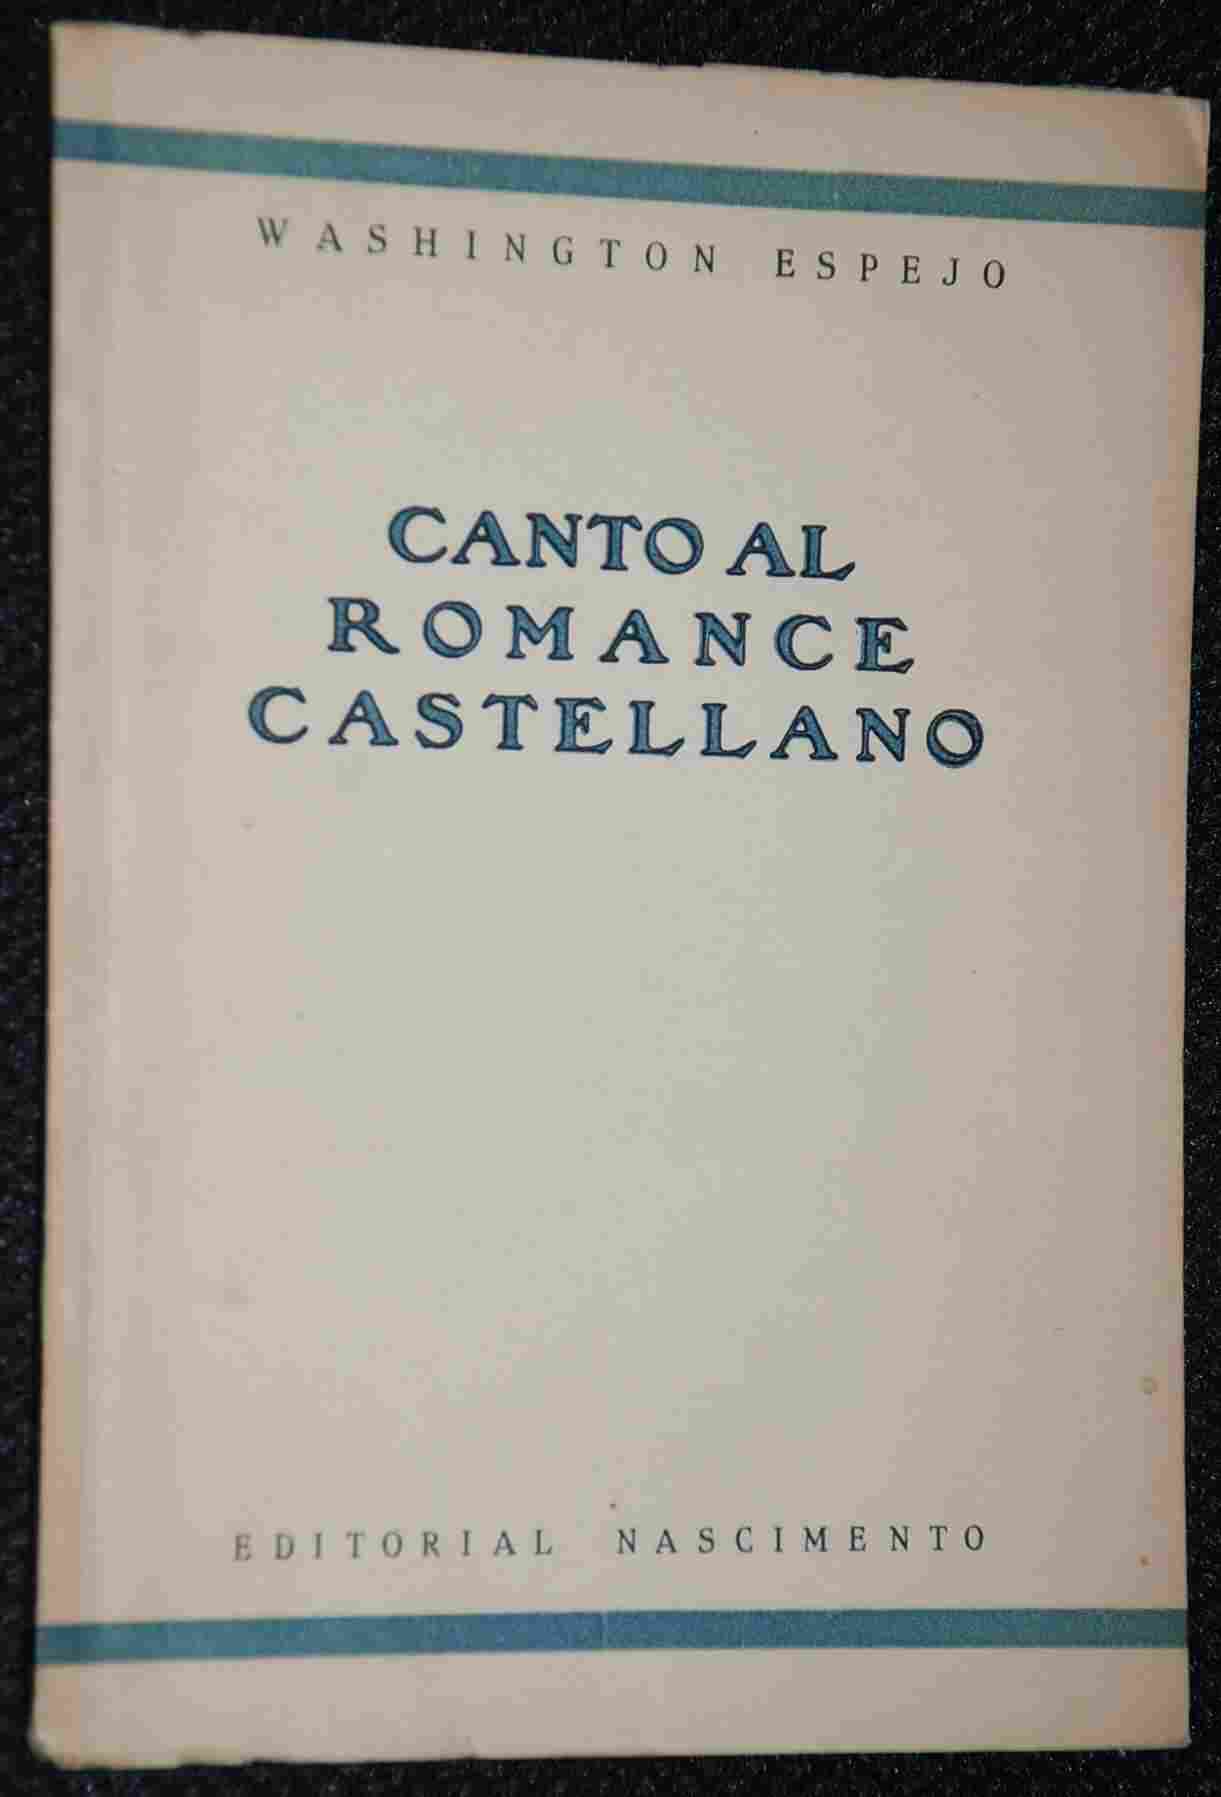 WASHINGTON ESPEJO
CANTO AL
ROMANCE
CASTELLANO
EDITORIAL NASCIMENTO